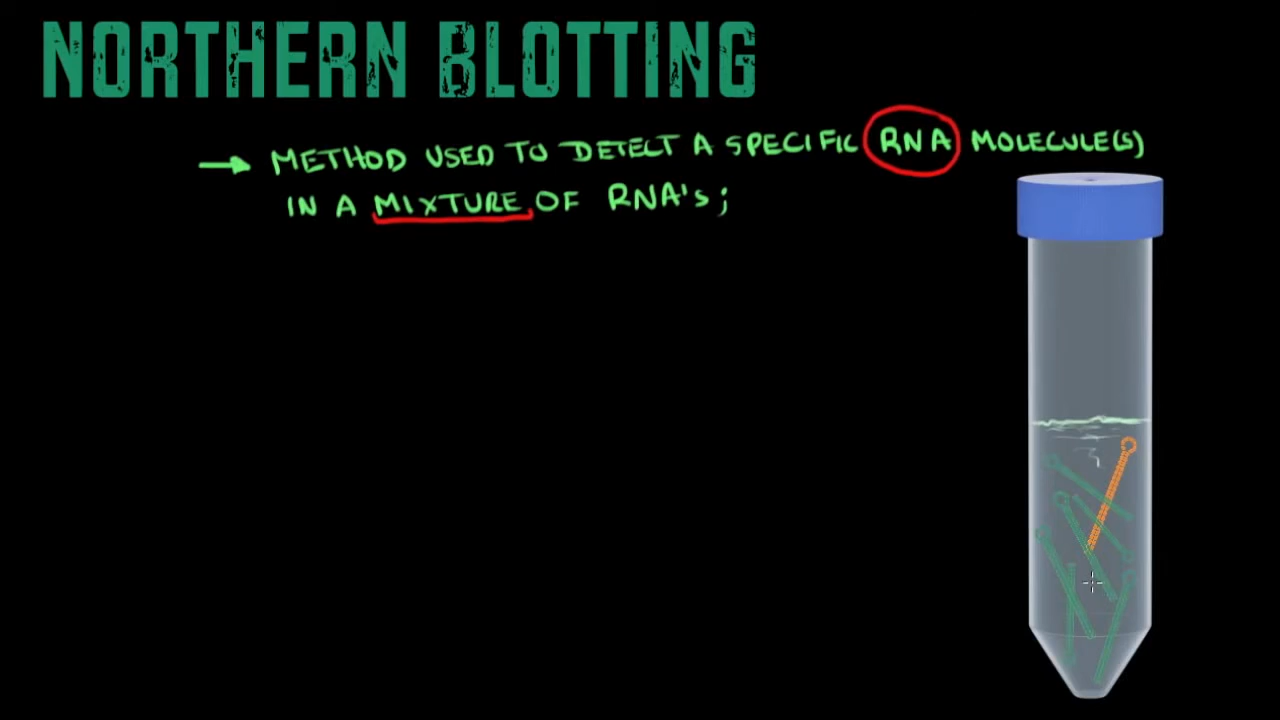 NORTHERN BLOTTING
→ METHOD USED TO DETECT A SPECIFIC RNA MOLECULE(S)
IN A MIXTURE OF RNA's;